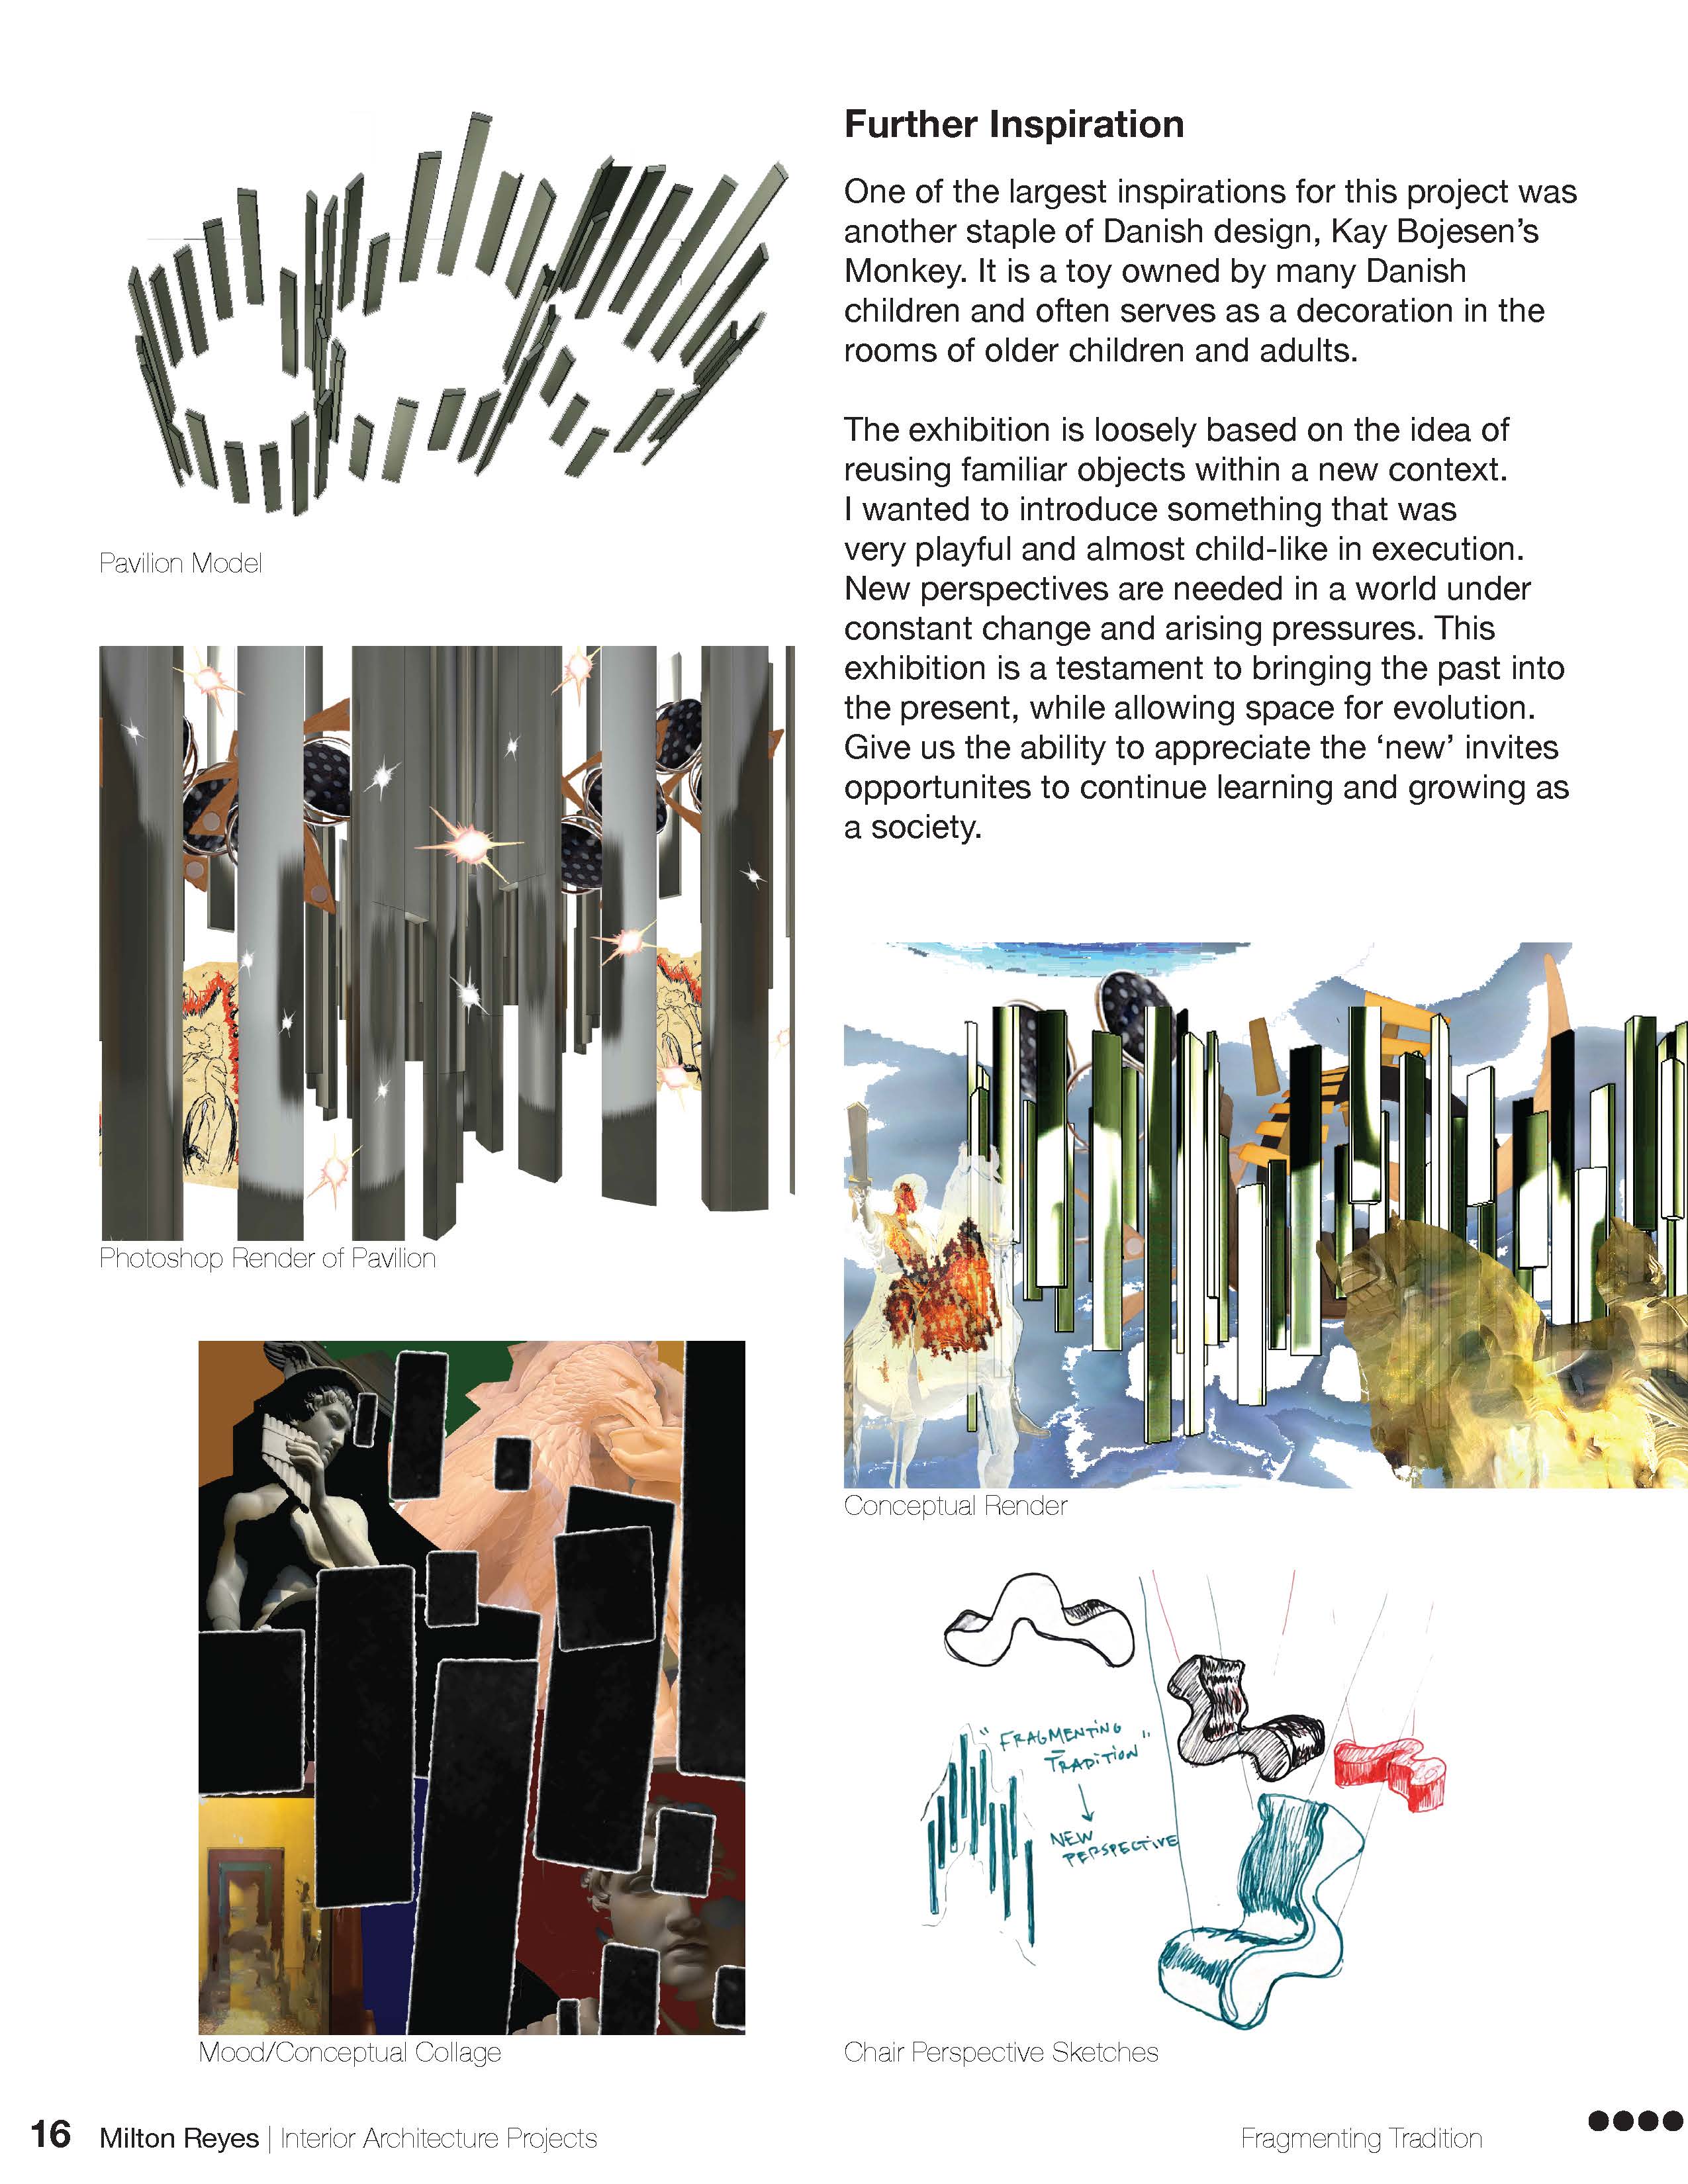 Further Inspiration
One of the largest inspirations for this project was
another staple of Danish design, Kay Bojesen’s
Monkey. It is a toy owned by many Danish
children and often serves as a decoration in the
rooms of older children and adults.
The exhibition is loosely based on the idea of
reusing familiar objects within a new context.
I wanted to introduce something that was
very playful and almost child-like in execution.
New perspectives are needed in a world under
constant change and arising pressures. This
exhibition is a testament to bringing the past into
the present, while allowing space for evolution.
Give us the ability to appreciate the ‘new’ invites
opportunites to continue learning and growing as
a society.
Pavilion Model
Photoshop Render of Pavilion
Mood/Conceptual Collage
Conceptual Render
“FRAGMENTING
TRADITION”
NEW
PERSPECTIVE
Chair Perspective Sketches
16 Milton Reyes | Interior Architecture Projects
Fragmenting Tradition